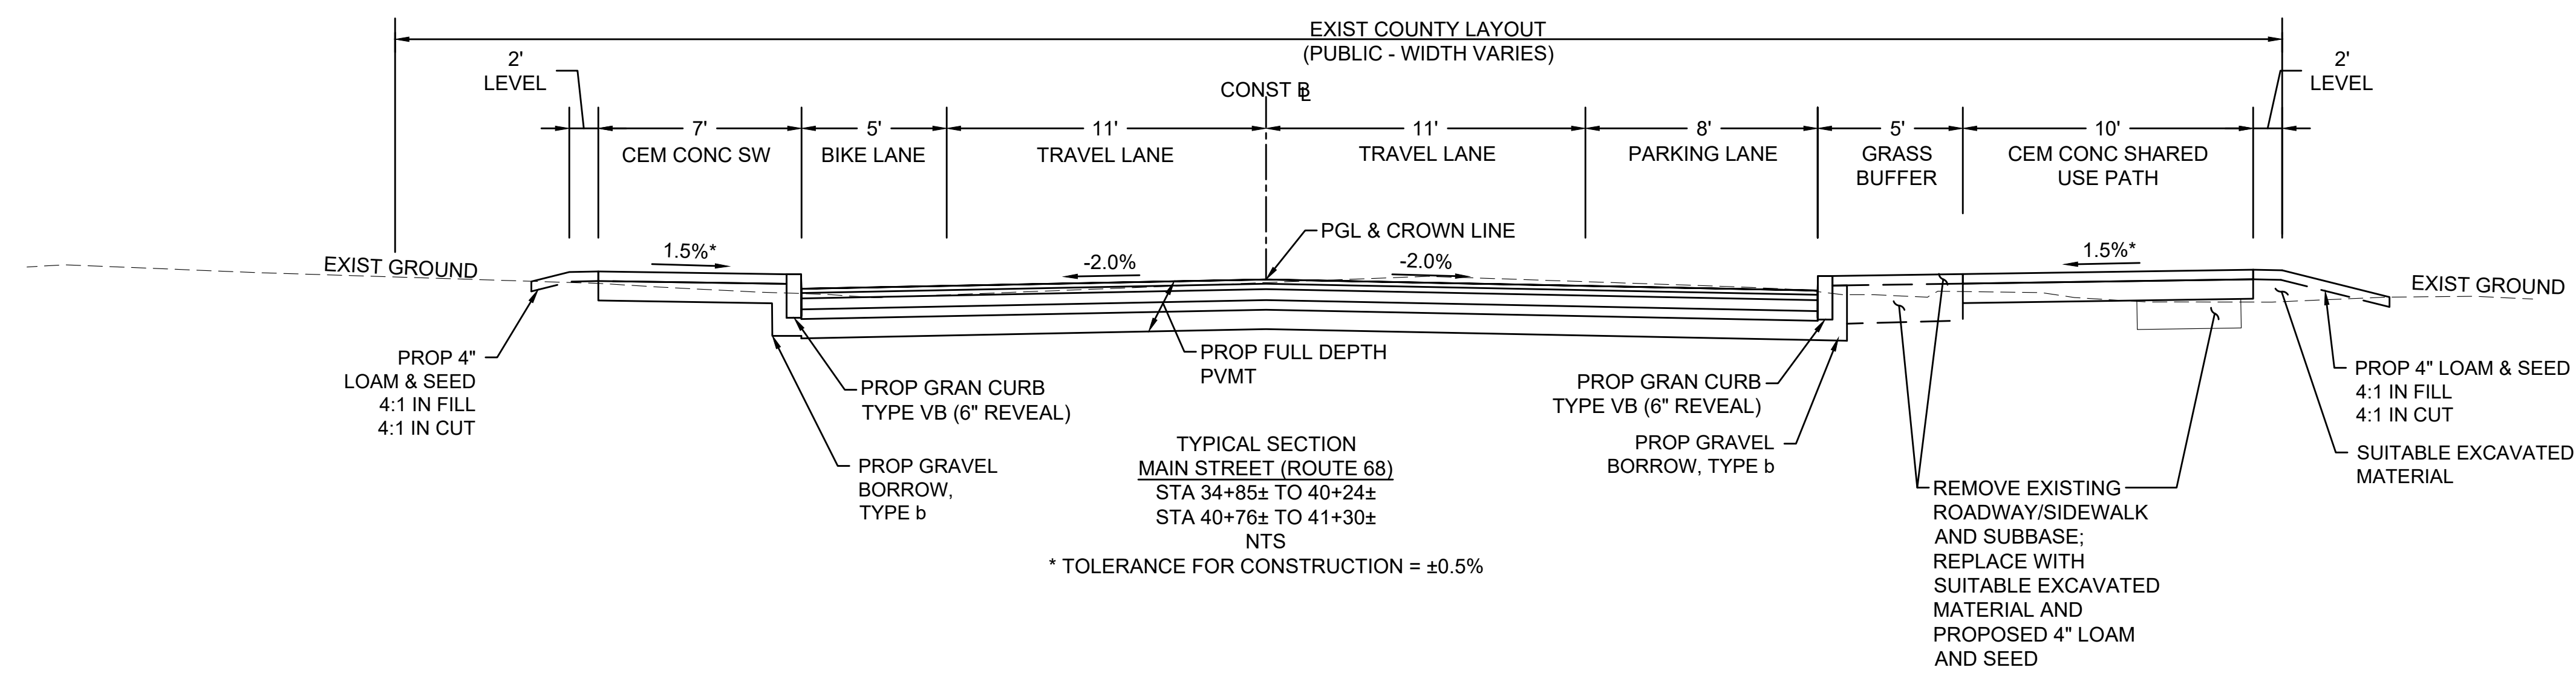 EXIST COUNTY LAYOUT
(PUBLIC - WIDTH VARIES)
2'
LEVEL
CONST BL
2'
LEVEL
7'
CEM CONC SW
5'
BIKE LANE
11'
TRAVEL LANE
11'
TRAVEL LANE
8'
PARKING LANE
5'
GRASS
BUFFER
10'
CEM CONC SHARED
USE PATH
PGL & CROWN LINE
EXIST GROUND
1.5%*
-2.0%
-2.0%
1.5%*
EXIST GROUND
PROP 4"
LOAM & SEED
4:1 IN FILL
4:1 IN CUT
PROP GRAN CURB
TYPE VB (6" REVEAL)
PROP GRAVEL
BORROW,
TYPE b
PROP FULL DEPTH
PVMT
PROP GRAN CURB
TYPE VB (6" REVEAL)
PROP GRAVEL
BORROW, TYPE b
PROP 4" LOAM & SEED
4:1 IN FILL
4:1 IN CUT
SUITABLE EXCAVATED
MATERIAL
REMOVE EXISTING
ROADWAY/SIDEWALK
AND SUBBASE;
REPLACE WITH
SUITABLE EXCAVATED
MATERIAL AND
PROPOSED 4" LOAM
AND SEED
TYPICAL SECTION
MAIN STREET (ROUTE 68)
STA 34+85± TO 40+24±
STA 40+76± TO 41+30±
NTS
* TOLERANCE FOR CONSTRUCTION = ±0.5%